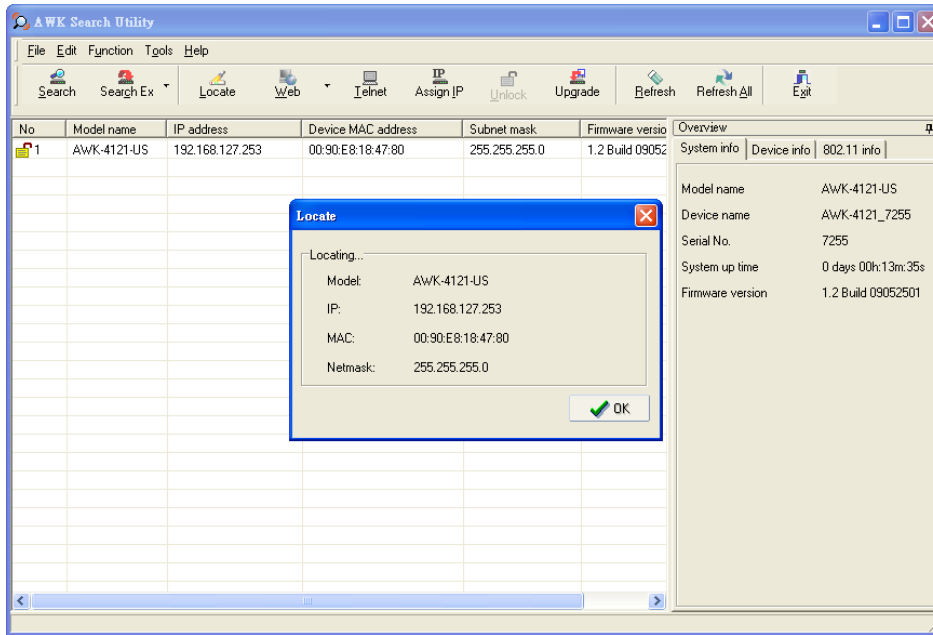 AWK Search Utility
File Edit Function Tools Help
Search Search Ex Locate Web Telnet Assign IP Unlock Upgrade Refresh Refresh All Exit
IP
No Model name IP address Device MAC address Subnet mask Firmware versio
1 AWK-4121-US 192.168.127.253 00:90:E8:18:47:80 255.255.255.0 1.2 Build 09052
Overview
System info Device info 802.11 info
Model name AWK-4121-US
Device name AWK-4121_7255
Serial No. 7255
System up time 0 days 00h:13m:35s
Firmware version 1.2 Build 09052501
Locate
Locating...
Model: AWK-4121-US
IP: 192.168.127.253
MAC: 00:90:E8:18:47:80
Netmask: 255.255.255.0
OK